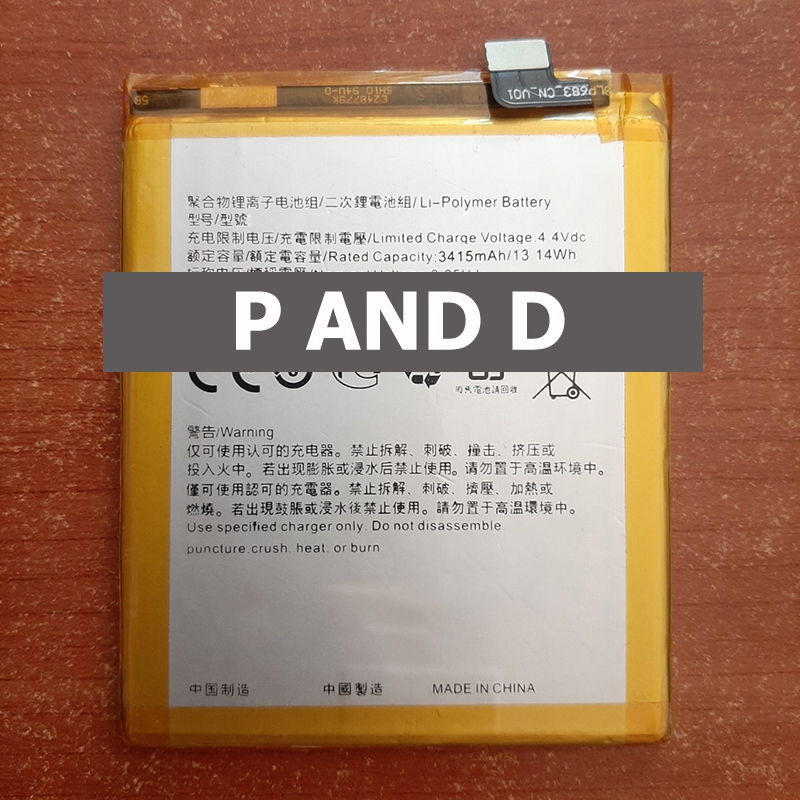 BLP683_CN_V01
E248779K
SH1D 94V-0
58
聚合物锂离子电池组/二次鋰電池組/Li-Polymer Battery
型号/型號
充电限制电压/充電限制電壓/Limited Charge Voltage:4.4Vdc
额定容量/額定電容量/Rated Capacity:3415mAh/13.14Wh
P AND D
警告/Warning
仅可使用认可的充电器。禁止拆解、刺破、撞击、挤压或
投入火中。若出现膨胀或浸水后禁止使用。请勿置于高温环境中。
僅可使用認可的充電器。禁止拆解、刺破、擠壓、加熱或
燃燒。若出現鼓脹或浸水後禁止使用。請勿置于高溫環境中。
Use specified charger only. Do not disassemble
puncture,crush. heat. or burn
中国制造 中國製造 MADE IN CHINA